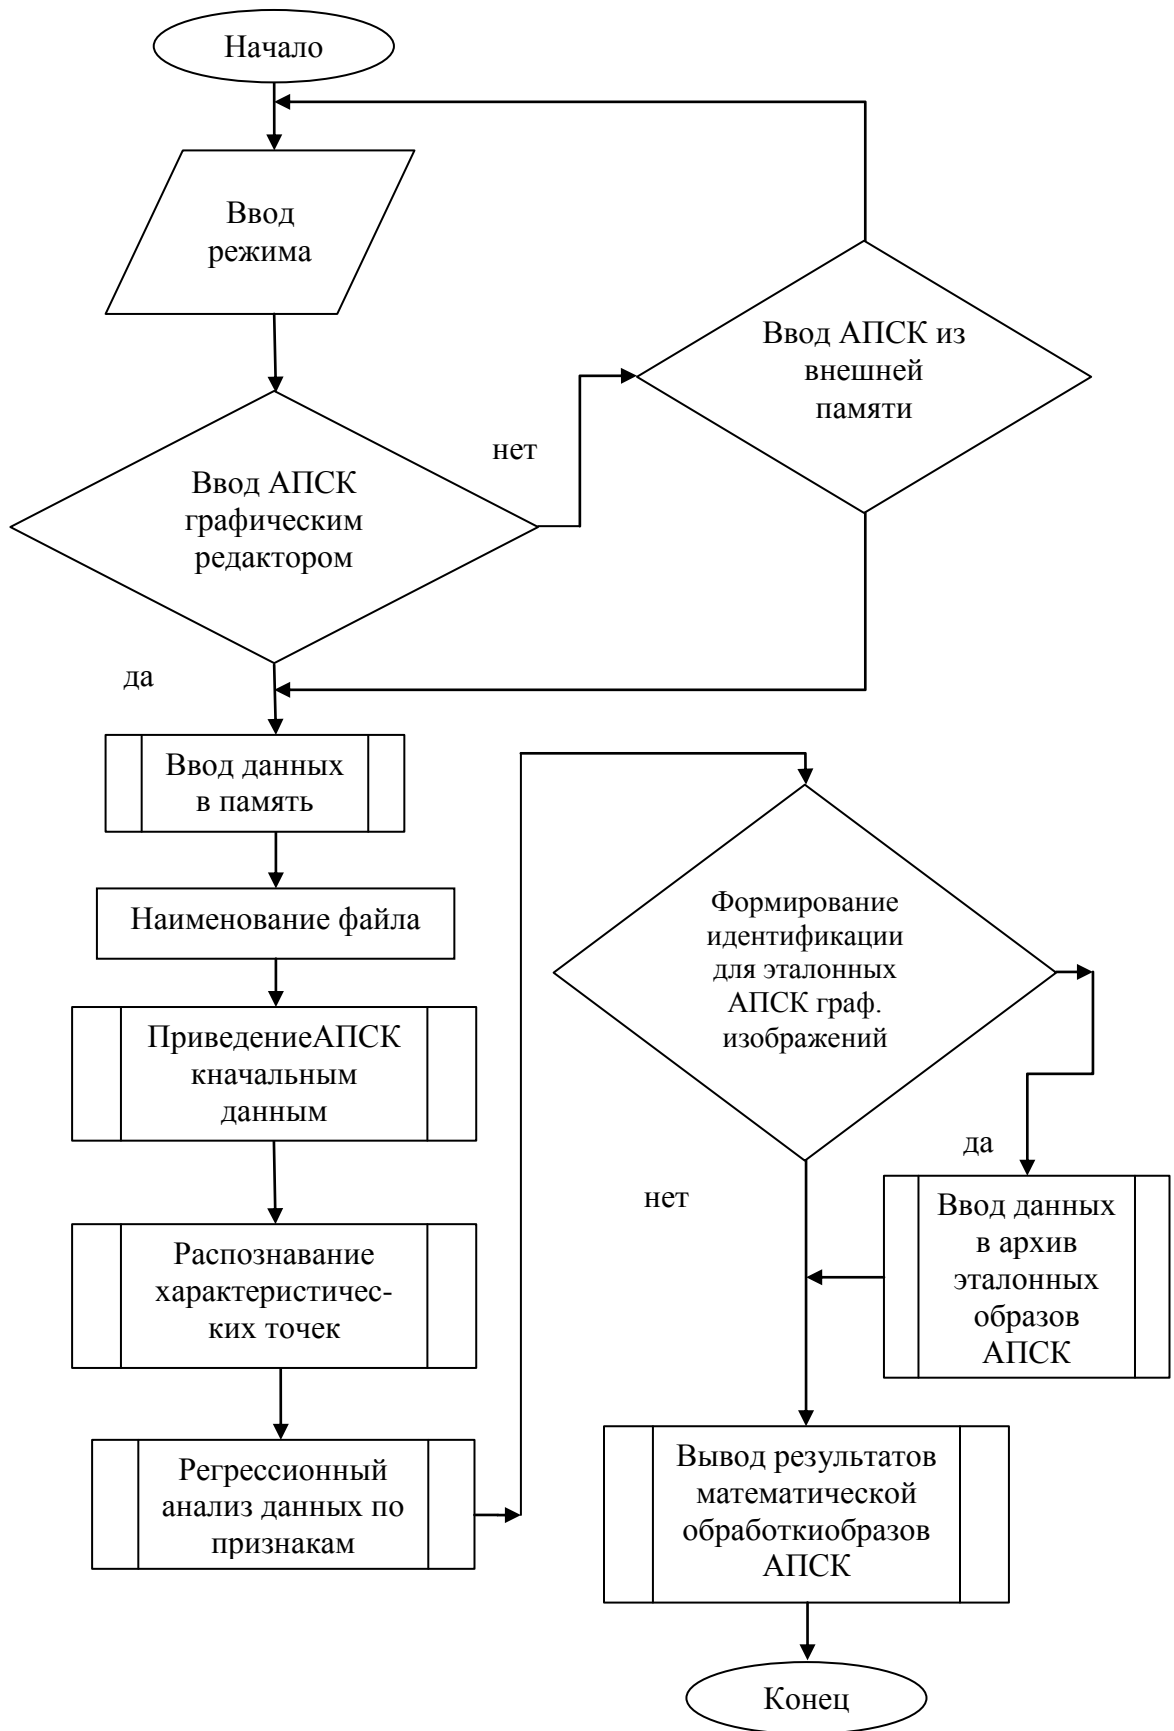 Начало
Ввод
режима
Ввод АПСК из
внешней
памяти
нет
Ввод АПСК
графическим
редактором
да
Ввод данных
в память
Наименование файла
ПриведениеАПСК
кначальным
данным
Распознавание
характеристичес-
ких точек
Регрессионный
анализ данных по
признакам
Формирование
идентификации
для эталонных
АПСК граф.
изображений
да
нет
Ввод данных
в архив
эталонных
образов
АПСК
Вывод результатов
математической
обработкиобразов
АПСК
Конец